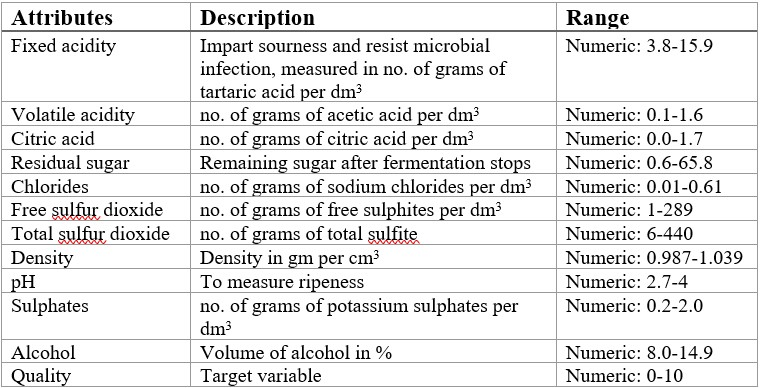 Attributes Description Range
Fixed acidity Impart sourness and resist microbial Numeric: 3.8-15.9
infection, measured in no. of grams of
tartaric acid per dm³
Volatile acidity no. of grams of acetic acid per dm³ Numeric: 0.1-1.6
Citric acid no. of grams of citric acid per dm³ Numeric: 0.0-1.7
Residual sugar Remaining sugar after fermentation stops Numeric: 0.6-65.8
Chlorides no. of grams of sodium chlorides per dm³ Numeric: 0.01-0.61
Free sulfur dioxide no. of grams of free sulphites per dm³ Numeric: 1-289
Total sulfur dioxide no. of grams of total sulfite Numeric: 6-440
Density Density in gm per cm³ Numeric: 0.987-1.039
pH To measure ripeness Numeric: 2.7-4
Sulphates no. of grams of potassium sulphates per Numeric: 0.2-2.0
dm³
Alcohol Volume of alcohol in % Numeric: 8.0-14.9
Quality Target variable Numeric: 0-10